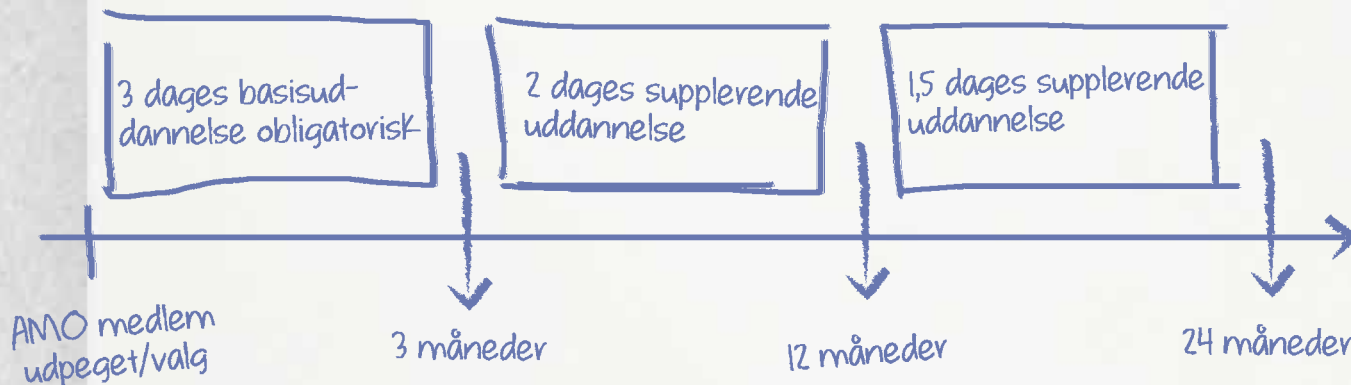 3 dages basisud-
dannelse obligatorisk
2 dages supplerende
uddannelse
1,5 dages supplerende
uddannelse
AMO medlem
udpeget/valg
3 måneder
12 måneder
24 måneder